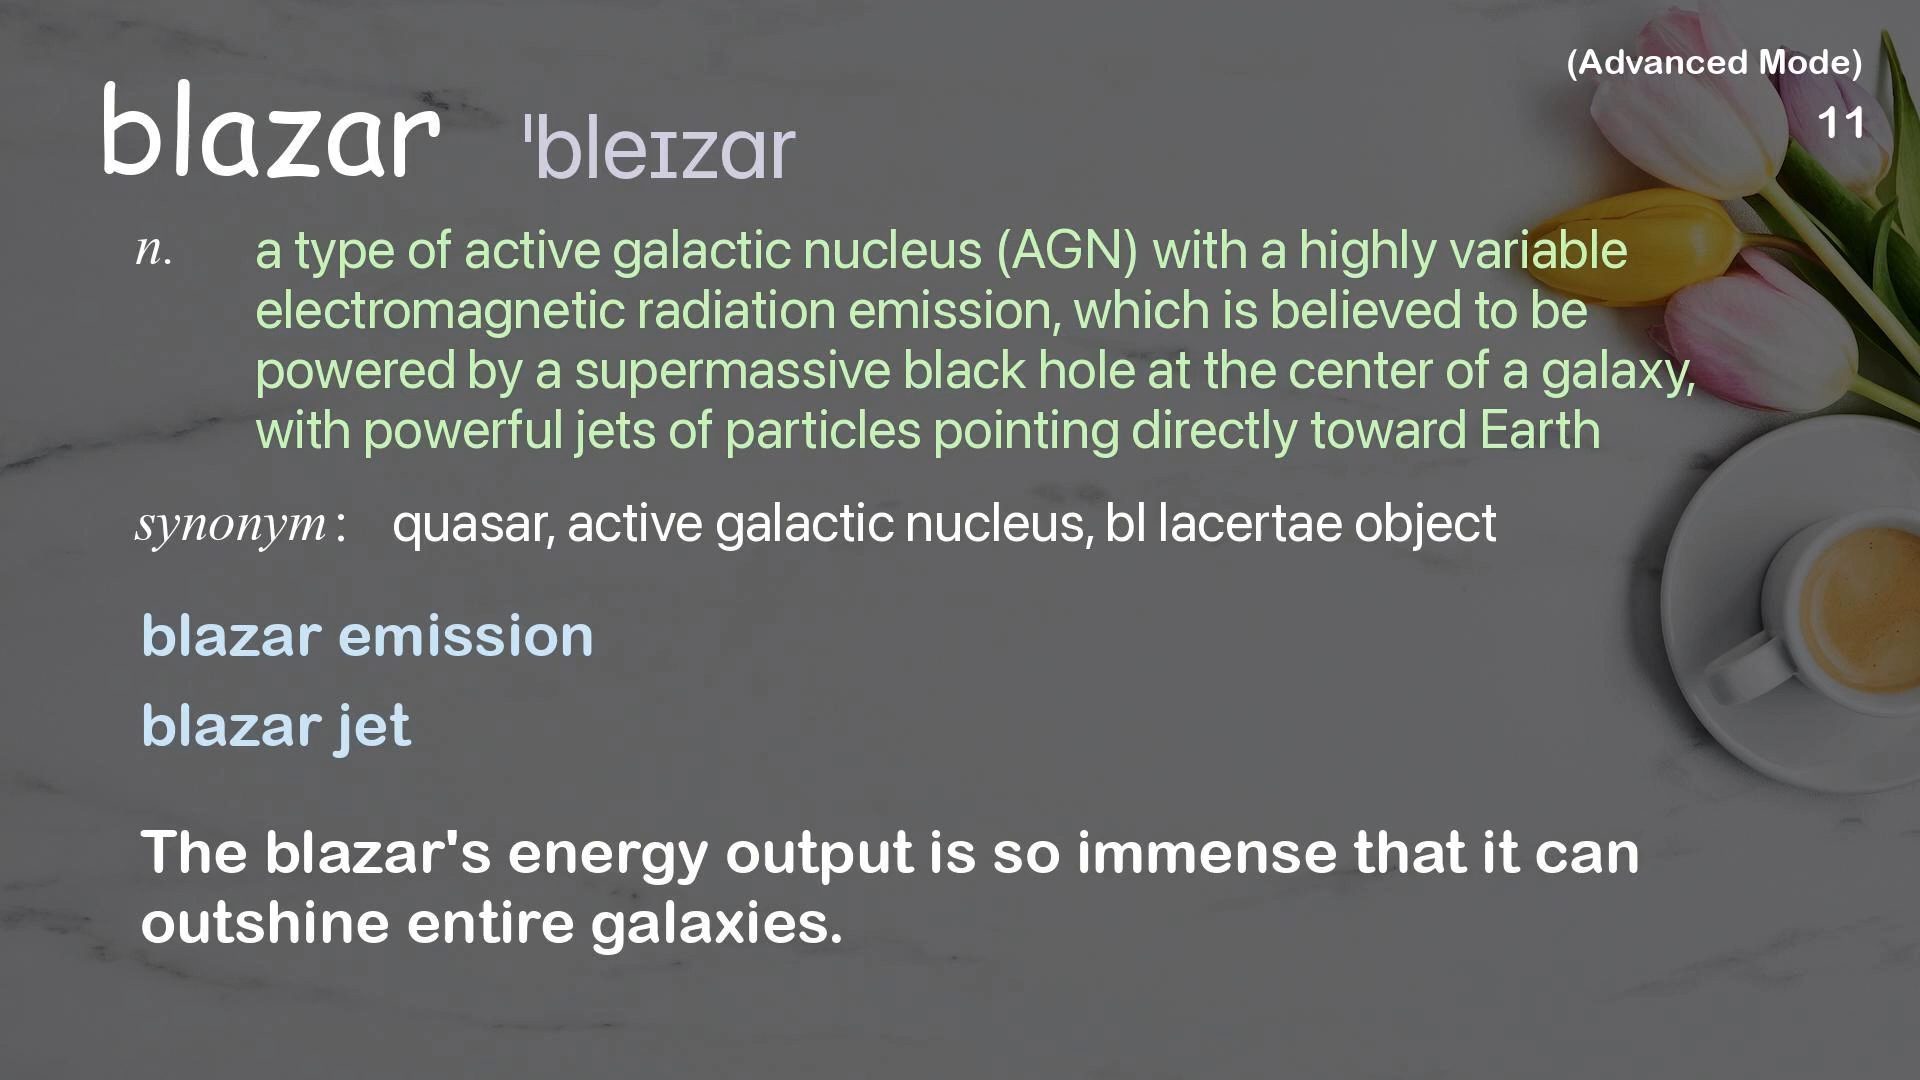 (Advanced Mode)
11
blazar ˈbleɪzɑr
n. a type of active galactic nucleus (AGN) with a highly variable
electromagnetic radiation emission, which is believed to be
powered by a supermassive black hole at the center of a galaxy,
with powerful jets of particles pointing directly toward Earth
synonym: quasar, active galactic nucleus, bl lacertae object
blazar emission
blazar jet
The blazar's energy output is so immense that it can
outshine entire galaxies.